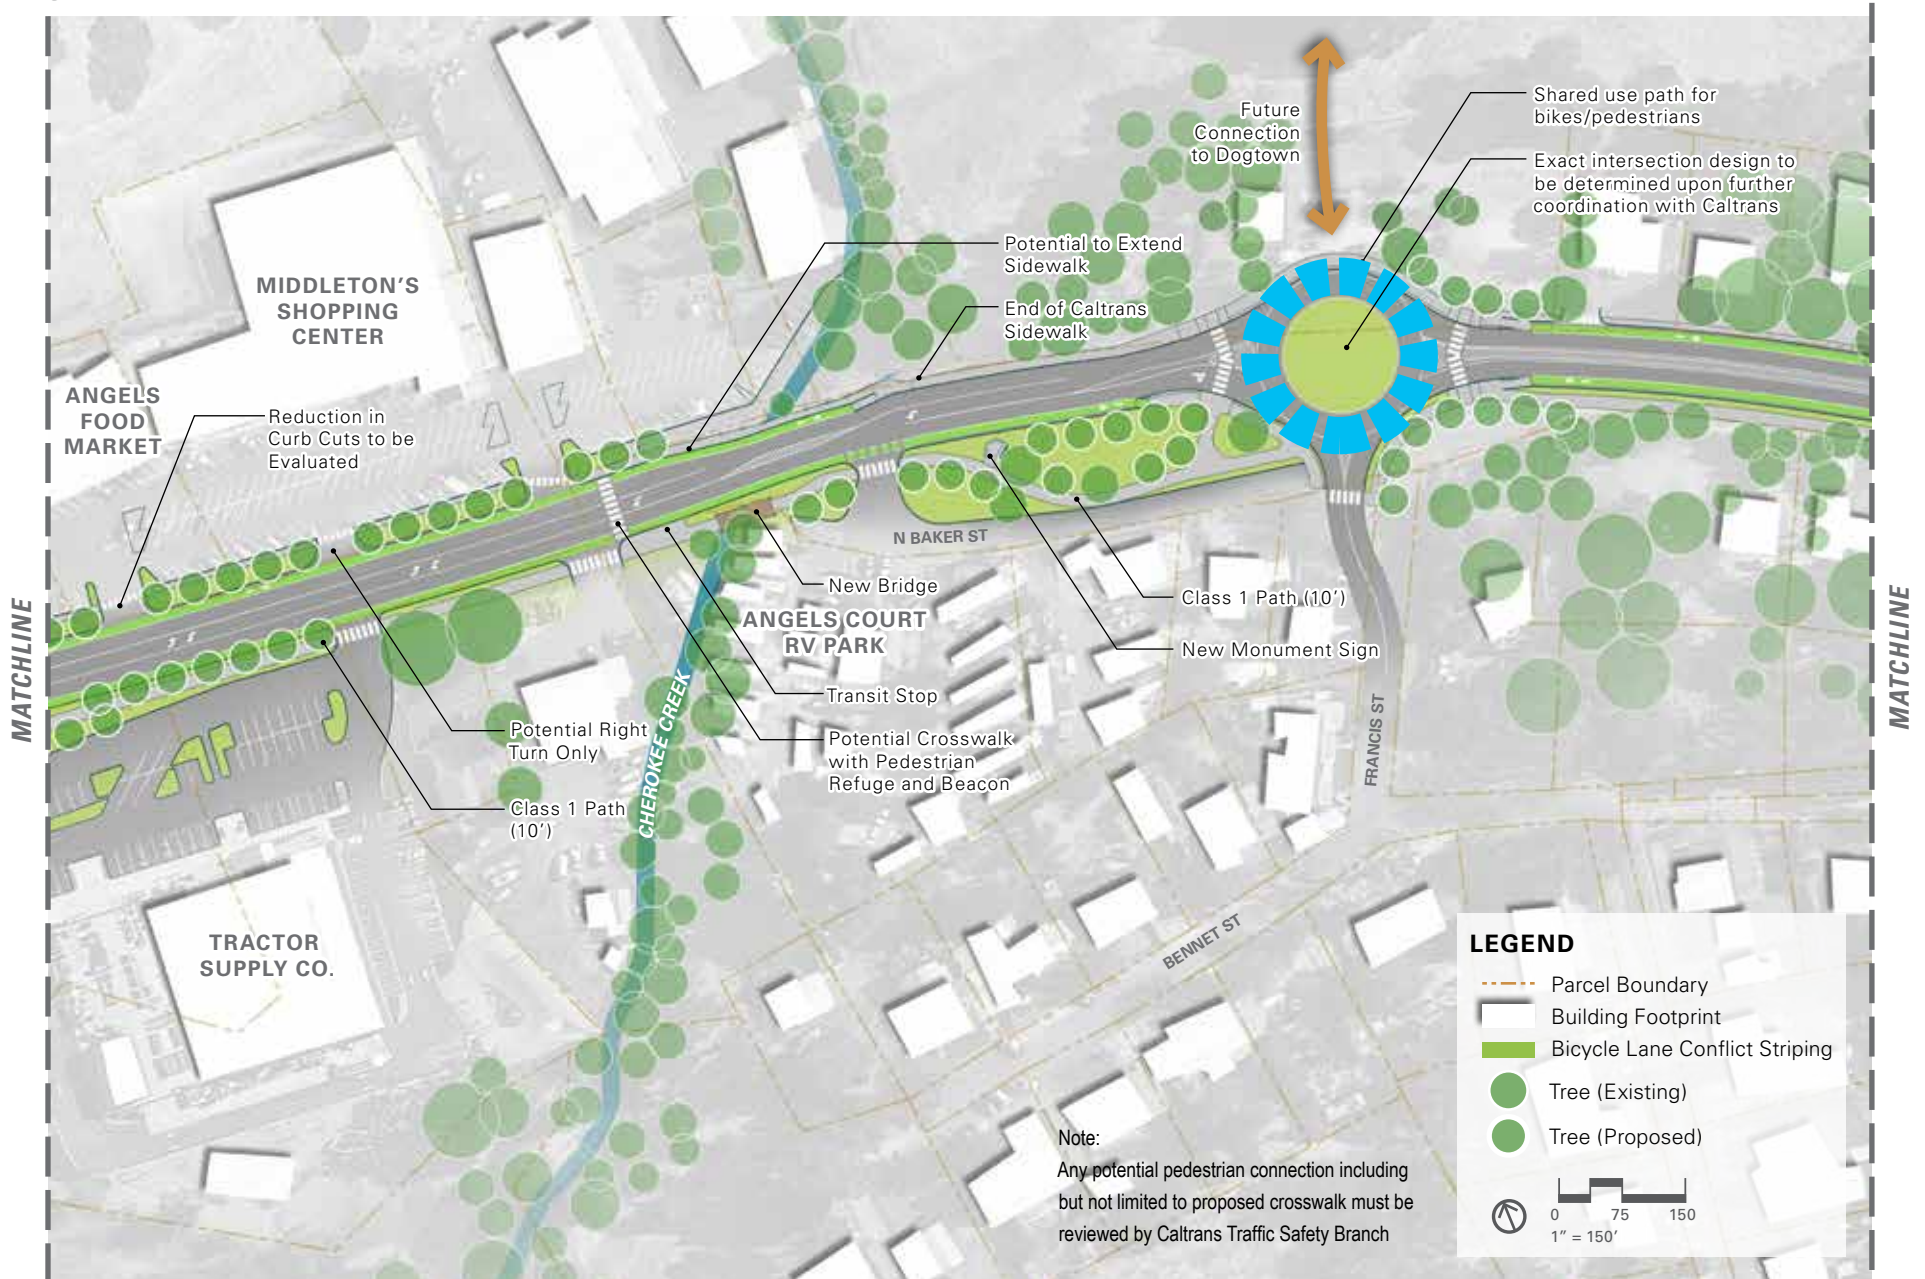 Future
Connection
to Dogtown
Shared use path for
bikes/pedestrians
Exact intersection design to
be determined upon further
coordination with Caltrans
Potential to Extend
Sidewalk
End of Caltrans
Sidewalk
MIDDLETON'S
SHOPPING
CENTER
ANGELS
FOOD
MARKET
Reduction in
Curb Cuts to be
Evaluated
N BAKER ST
New Bridge
ANGELS COURT
RV PARK
Class 1 Path (10')
New Monument Sign
Transit Stop
Potential Right
Turn Only
Potential Crosswalk
with Pedestrian
Refuge and Beacon
Class 1 Path
(10')
CHEROKEE CREEK
FRANCIS ST
MATCHLINE
MATCHLINE
BENNET ST
TRACTOR
SUPPLY CO.
LEGEND
Parcel Boundary
Building Footprint
Bicycle Lane Conflict Striping
Tree (Existing)
Tree (Proposed)
0 75 150
1" = 150'
Note:
Any potential pedestrian connection including
but not limited to proposed crosswalk must be
reviewed by Caltrans Traffic Safety Branch